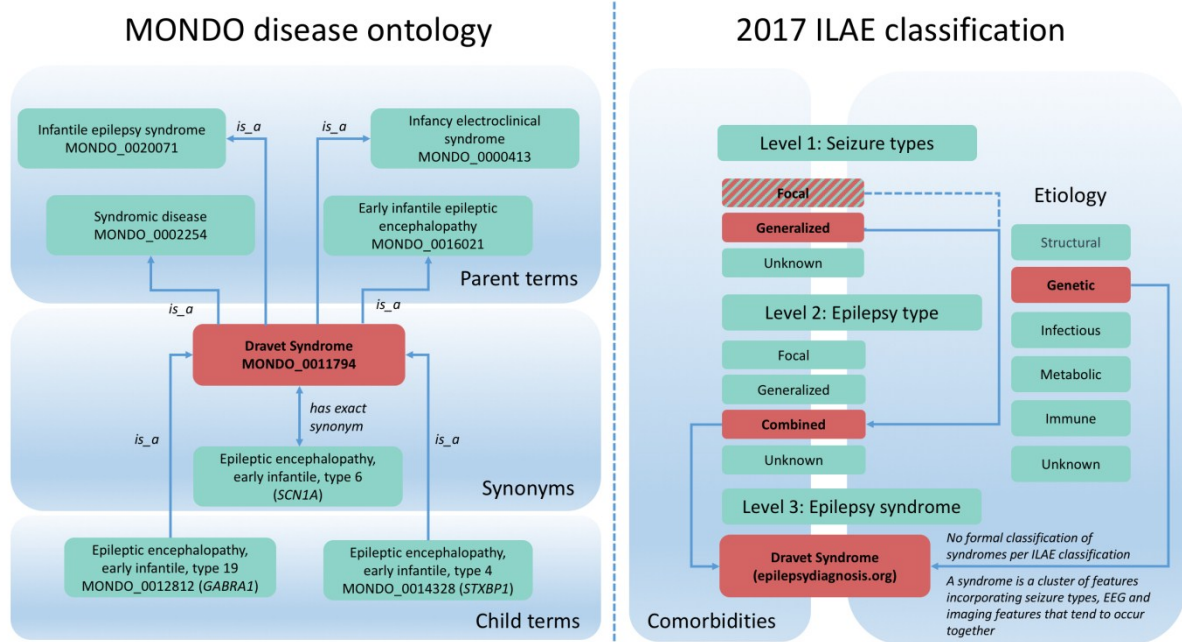 MONDO disease ontology
Infantile epilepsy syndrome
MONDO_0020071
is_a
is_a
Infancy electroclinical
syndrome
MONDO_0000413
Syndromic disease
MONDO_0002254
Early infantile epileptic
encephalopathy
MONDO_0016021
Parent terms
is_a
is_a
Dravet Syndrome
MONDO_0011794
has exact
synonym
is_a
is_a
Epileptic encephalopathy,
early infantile, type 6
(SCN1A)
Synonyms
Epileptic encephalopathy,
early infantile, type 19
MONDO_0012812 (GABRA1)
Epileptic encephalopathy,
early infantile, type 4
MONDO_0014328 (STXBP1)
Child terms
2017 ILAE classification
Level 1: Seizure types
Focal
Generalized
Unknown
Level 2: Epilepsy type
Focal
Generalized
Combined
Unknown
Level 3: Epilepsy syndrome
Dravet Syndrome
(epilepsydiagnosis.org)
Comorbidities
Etiology
Structural
Genetic
Infectious
Metabolic
Immune
Unknown
No formal classification of
syndromes per ILAE classification
A syndrome is a cluster of features
incorporating seizure types, EEG and
imaging features that tend to occur
together